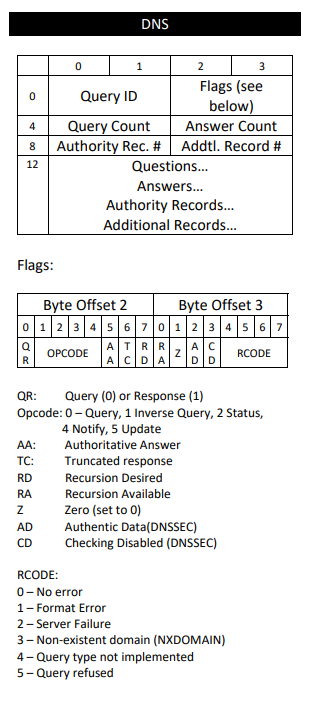 DNS
0 1 2 3
0 Query ID Flags (see below)
4 Query Count Answer Count
8 Authority Rec. # Addtl. Record #
12 Questions...
Answers...
Authority Records...
Additional Records...
Flags:
Byte Offset 2 Byte Offset 3
0 1 2 3 4 5 6 7 0 1 2 3 4 5 6 7
QR OPCODE AA TC RD RA Z AD CD RCODE
QR: Query (0) or Response (1)
Opcode: 0 – Query, 1 Inverse Query, 2 Status,
4 Notify, 5 Update
AA: Authoritative Answer
TC: Truncated response
RD Recursion Desired
RA Recursion Available
Z Zero (set to 0)
AD Authentic Data(DNSSEC)
CD Checking Disabled (DNSSEC)
RCODE:
0 – No error
1 – Format Error
2 – Server Failure
3 – Non-existent domain (NXDOMAIN)
4 – Query type not implemented
5 – Query refused